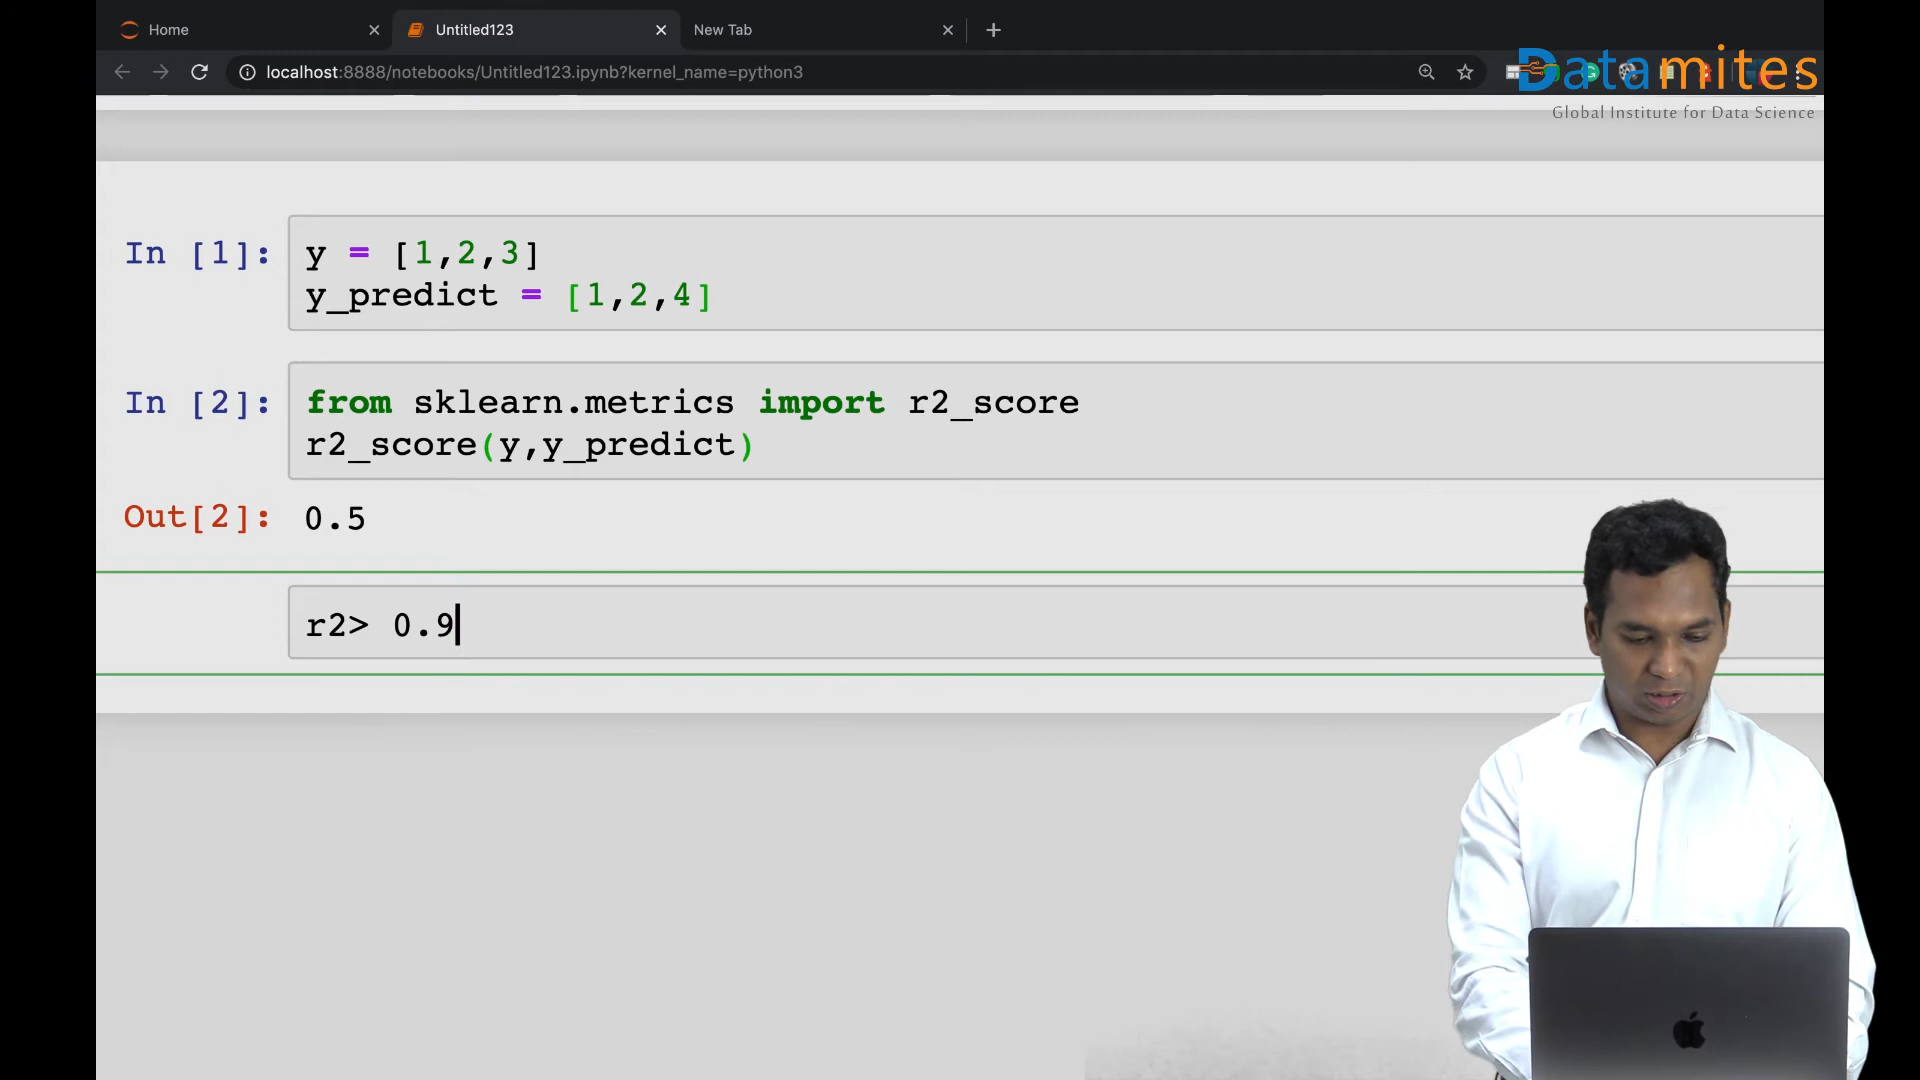 Home
Untitled123
New Tab
localhost:8888/notebooks/Untitled123.ipynb?kernel_name=python3
Datamites
Global Institute for Data Science
In [1]: y = [1,2,3]
y_predict = [1,2,4]
In [2]: from sklearn.metrics import r2_score
r2_score(y,y_predict)
Out[2]: 0.5
r2> 0.9